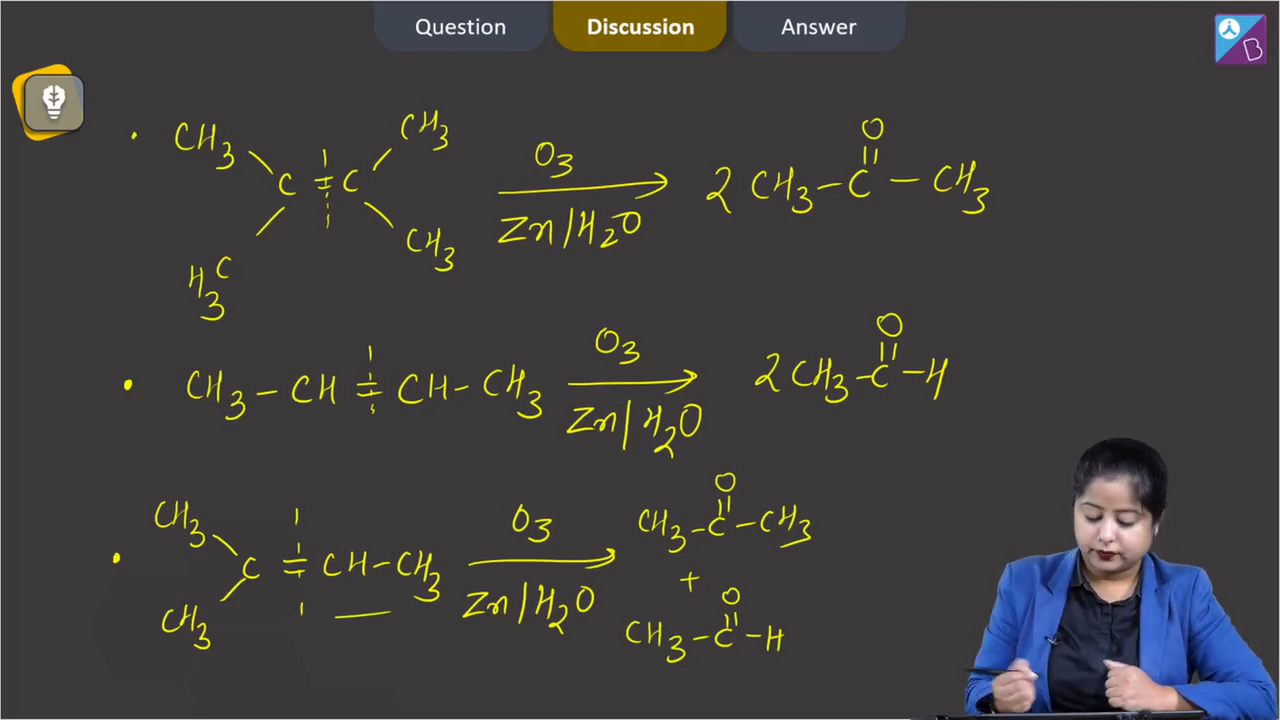 Question Discussion Answer
B
CH3 CH3
O3 O
C = C 2 CH3 - C - CH3
Zn/H2O
H3C CH3
O3 O
CH3 - CH = CH - CH3 2 CH3 - C - H
Zn/H2O
O
CH3 O3 CH3 - C - CH3
C = CH - CH3 +
Zn/H2O O
CH3 CH3 - C - H